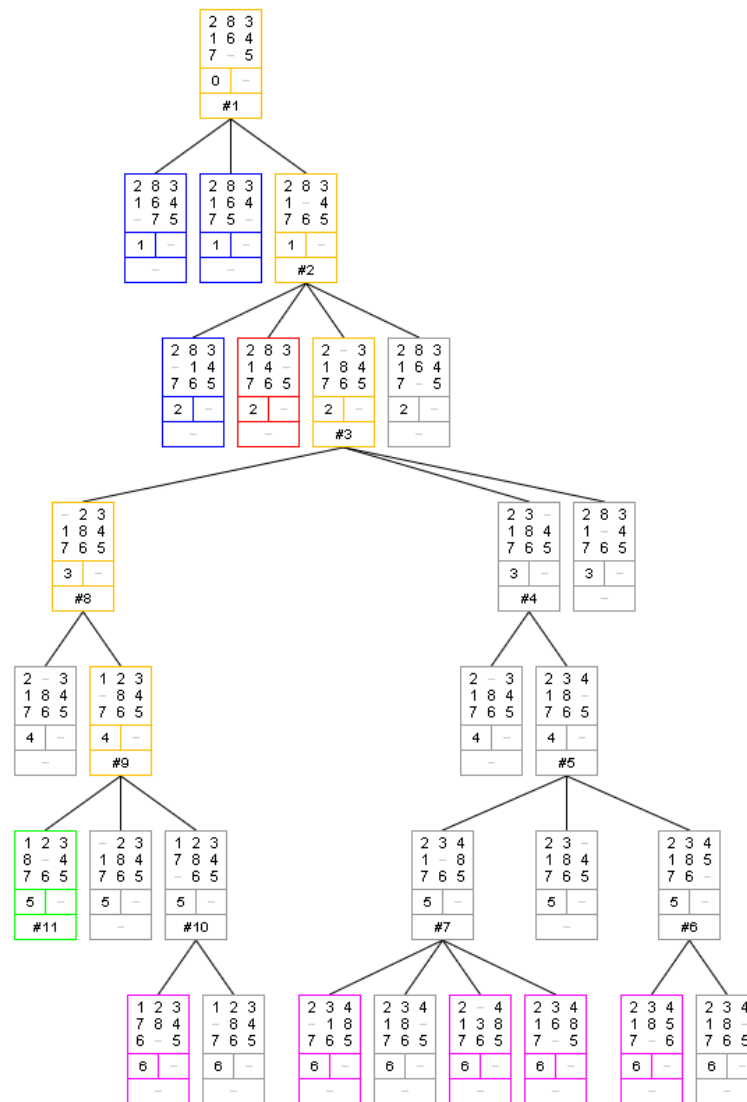 2 8 3
1 6 4
7 – 5
0 –
#1
2 8 3
1 6 4
– 7 5
1 –
–
2 8 3
1 6 4
7 5 –
1 –
–
2 8 3
1 – 4
7 6 5
1 –
#2
2 8 3
– 1 4
7 6 5
2 –
–
2 8 3
1 4 –
7 6 5
2 –
–
2 – 3
1 8 4
7 6 5
2 –
#3
2 8 3
1 6 4
7 – 5
2 –
–
– 2 3
1 8 4
7 6 5
3 –
#8
2 3 –
1 8 4
7 6 5
3 –
#4
2 8 3
1 – 4
7 6 5
3 –
–
2 – 3
1 8 4
7 6 5
4 –
–
1 2 3
– 8 4
7 6 5
4 –
#9
2 – 3
1 8 4
7 6 5
4 –
–
2 3 4
1 8 –
7 6 5
4 –
#5
1 2 3
8 – 4
7 6 5
5 –
#11
– 2 3
1 8 4
7 6 5
5 –
–
1 2 3
7 8 4
– 6 5
5 –
#10
2 3 4
1 – 8
7 6 5
5 –
#7
2 3 –
1 8 4
7 6 5
5 –
–
2 3 4
1 8 5
7 6 –
5 –
#6
1 2 3
7 8 4
6 – 5
6 –
–
1 2 3
– 8 4
7 6 5
6 –
–
2 3 4
– 1 8
7 6 5
6 –
–
2 3 4
1 8 –
7 6 5
6 –
–
2 – 4
1 3 8
7 6 5
6 –
–
2 3 4
1 6 8
7 – 5
6 –
–
2 3 4
1 8 5
7 – 6
6 –
–
2 3 4
1 8 –
7 6 5
6 –
–